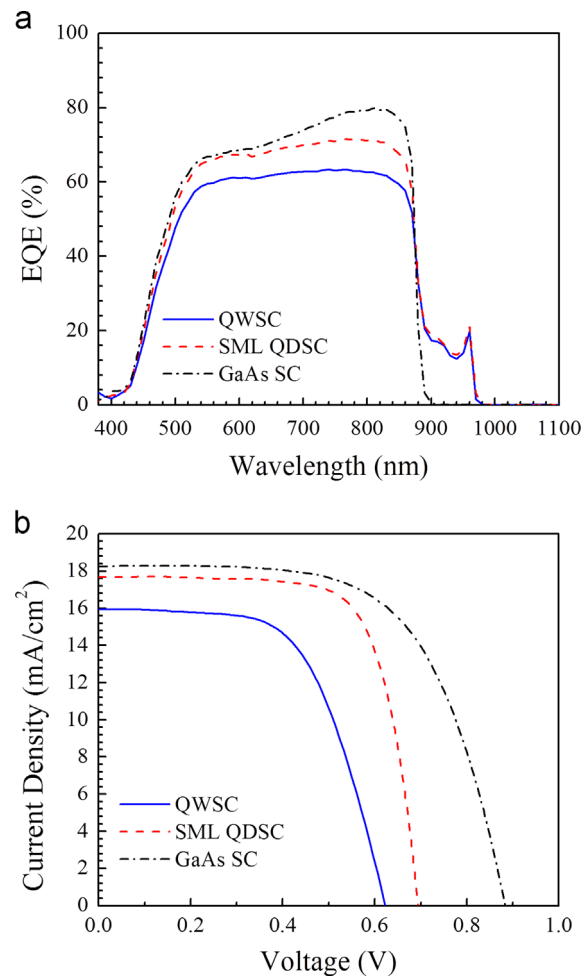 a
100
80
60
40
20
0
EQE (%)
QWSC
SML QDSC
GaAs SC
400 500 600 700 800 900 1000 1100
Wavelength (nm)
b
20
18
16
14
12
10
8
6
4
2
0
Current Density (mA/cm²)
QWSC
SML QDSC
GaAs SC
0.0 0.2 0.4 0.6 0.8 1.0
Voltage (V)